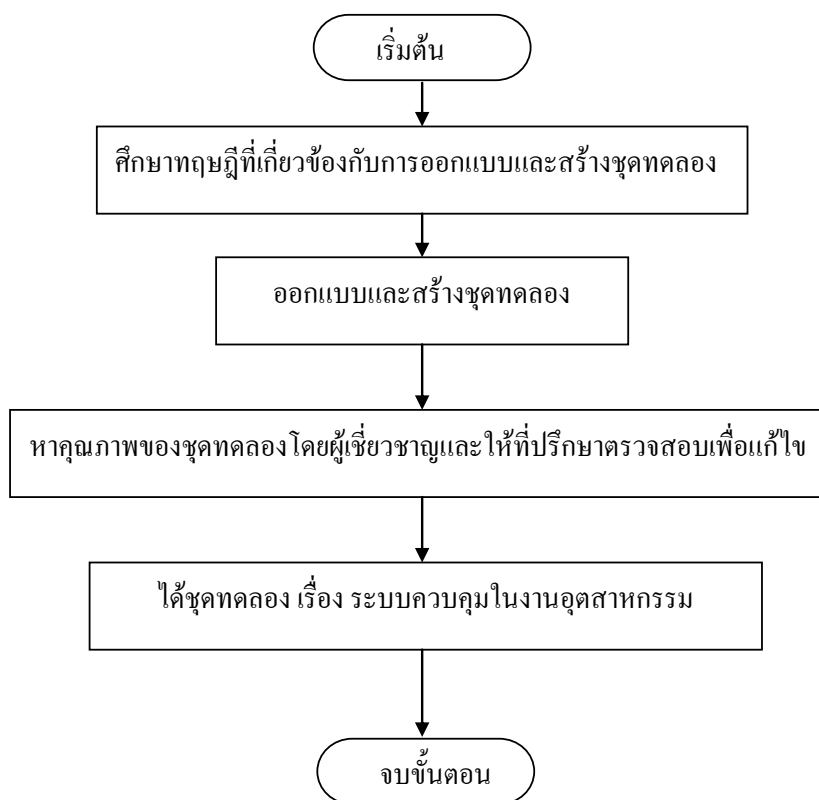 เริ่มต้น
ศึกษาทฤษฎีที่เกี่ยวข้องกับการออกแบบและสร้างชุดทดลอง
ออกแบบและสร้างชุดทดลอง
หาคุณภาพของชุดทดลองโดยผู้เชี่ยวชาญและให้ที่ปรึกษาตรวจสอบเพื่อแก้ไข
ได้ชุดทดลอง เรื่อง ระบบควบคุมในงานอุตสาหกรรม
จบขั้นตอน